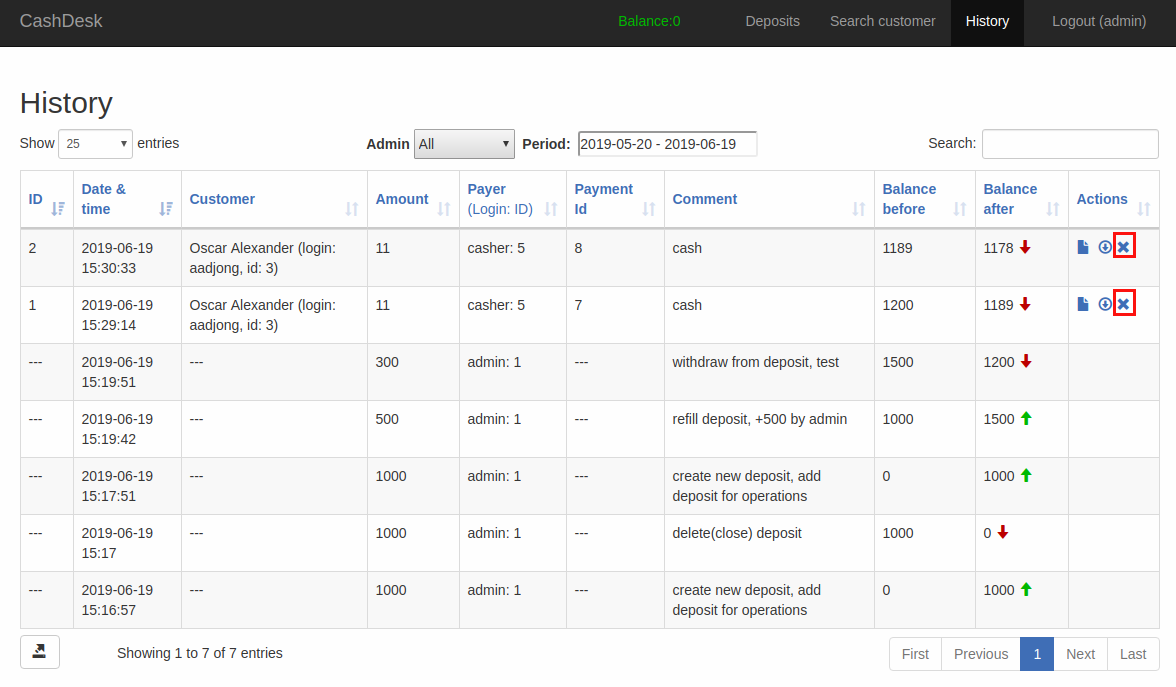 CashDesk Balance:0 Deposits Search customer History Logout (admin)
History
Show 25 entries Admin All Period: 2019-05-20 - 2019-06-19 Search:
ID Date & time Customer Amount Payer (Login: ID) Payment Id Comment Balance before Balance after Actions
2 2019-06-19 15:30:33 Oscar Alexander (login: aadjong, id: 3) 11 casher: 5 8 cash 1189 1178
1 2019-06-19 15:29:14 Oscar Alexander (login: aadjong, id: 3) 11 casher: 5 7 cash 1200 1189
--- 2019-06-19 15:19:51 --- 300 admin: 1 --- withdraw from deposit, test 1500 1200
--- 2019-06-19 15:19:42 --- 500 admin: 1 --- refill deposit, +500 by admin 1000 1500
--- 2019-06-19 15:17:51 --- 1000 admin: 1 --- create new deposit, add deposit for operations 0 1000
--- 2019-06-19 15:17 --- 1000 admin: 1 --- delete(close) deposit 1000 0
--- 2019-06-19 15:16:57 --- 1000 admin: 1 --- create new deposit, add deposit for operations 0 1000
Showing 1 to 7 of 7 entries First Previous 1 Next Last